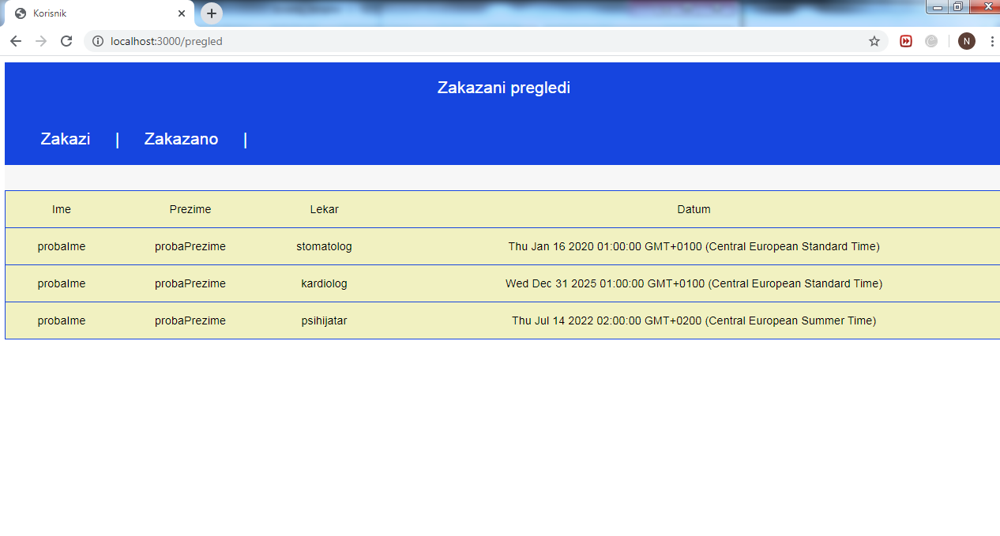 Korisnik
localhost:3000/pregled
N
Zakazani pregledi
Zakazi | Zakazano |
Ime Prezime Lekar Datum
probaIme probaPrezime stomatolog Thu Jan 16 2020 01:00:00 GMT+0100 (Central European Standard Time)
probaIme probaPrezime kardiolog Wed Dec 31 2025 01:00:00 GMT+0100 (Central European Standard Time)
probaIme probaPrezime psihijatar Thu Jul 14 2022 02:00:00 GMT+0200 (Central European Summer Time)